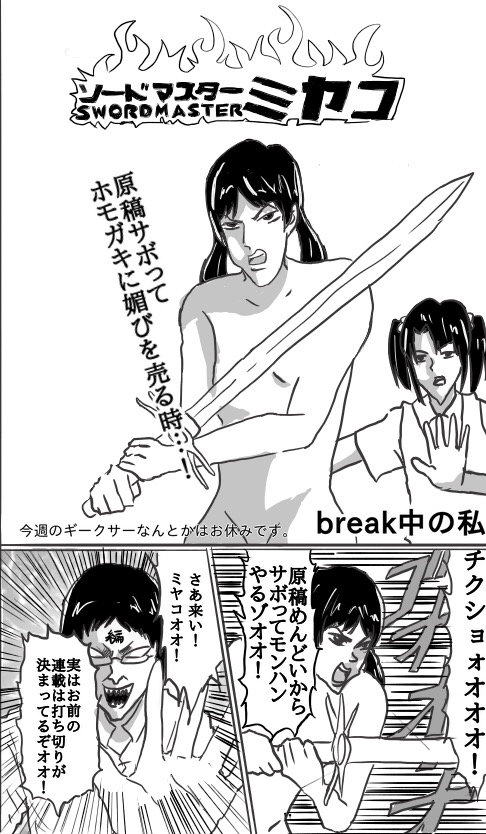 ソードマスター
SWORDMASTER
ミヤコ
原稿サボって
ホモガキに媚びを売る時…！
break中の私
今週のギークサーなんとかはお休みです。
チクショォオオオオ！
原稿めんどいから
サボってモンハン
やるゾオオ！
さあ来い！
ミヤコオオ！
編
実はお前の
連載は打ち切りが
決まってるぞオオ！